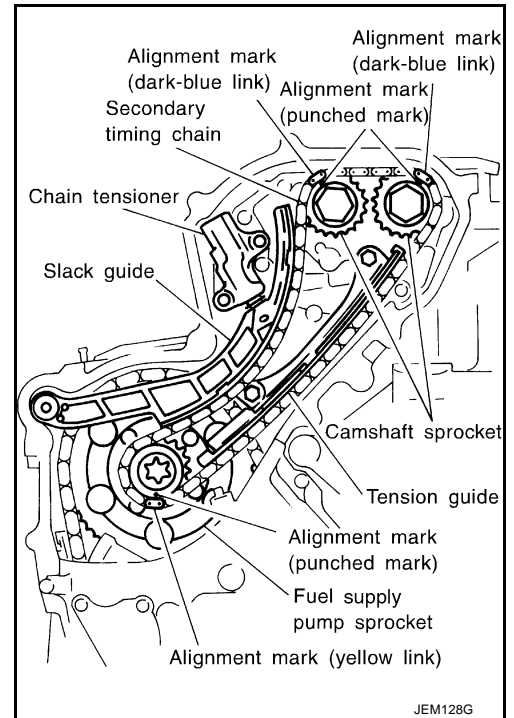 Alignment mark
(dark-blue link)
Alignment mark
(dark-blue link)
Alignment mark
(punched mark)
Secondary
timing chain
Chain tensioner
Slack guide
Camshaft sprocket
Tension guide
Alignment mark
(punched mark)
Fuel supply
pump sprocket
Alignment mark (yellow link)
JEM128G